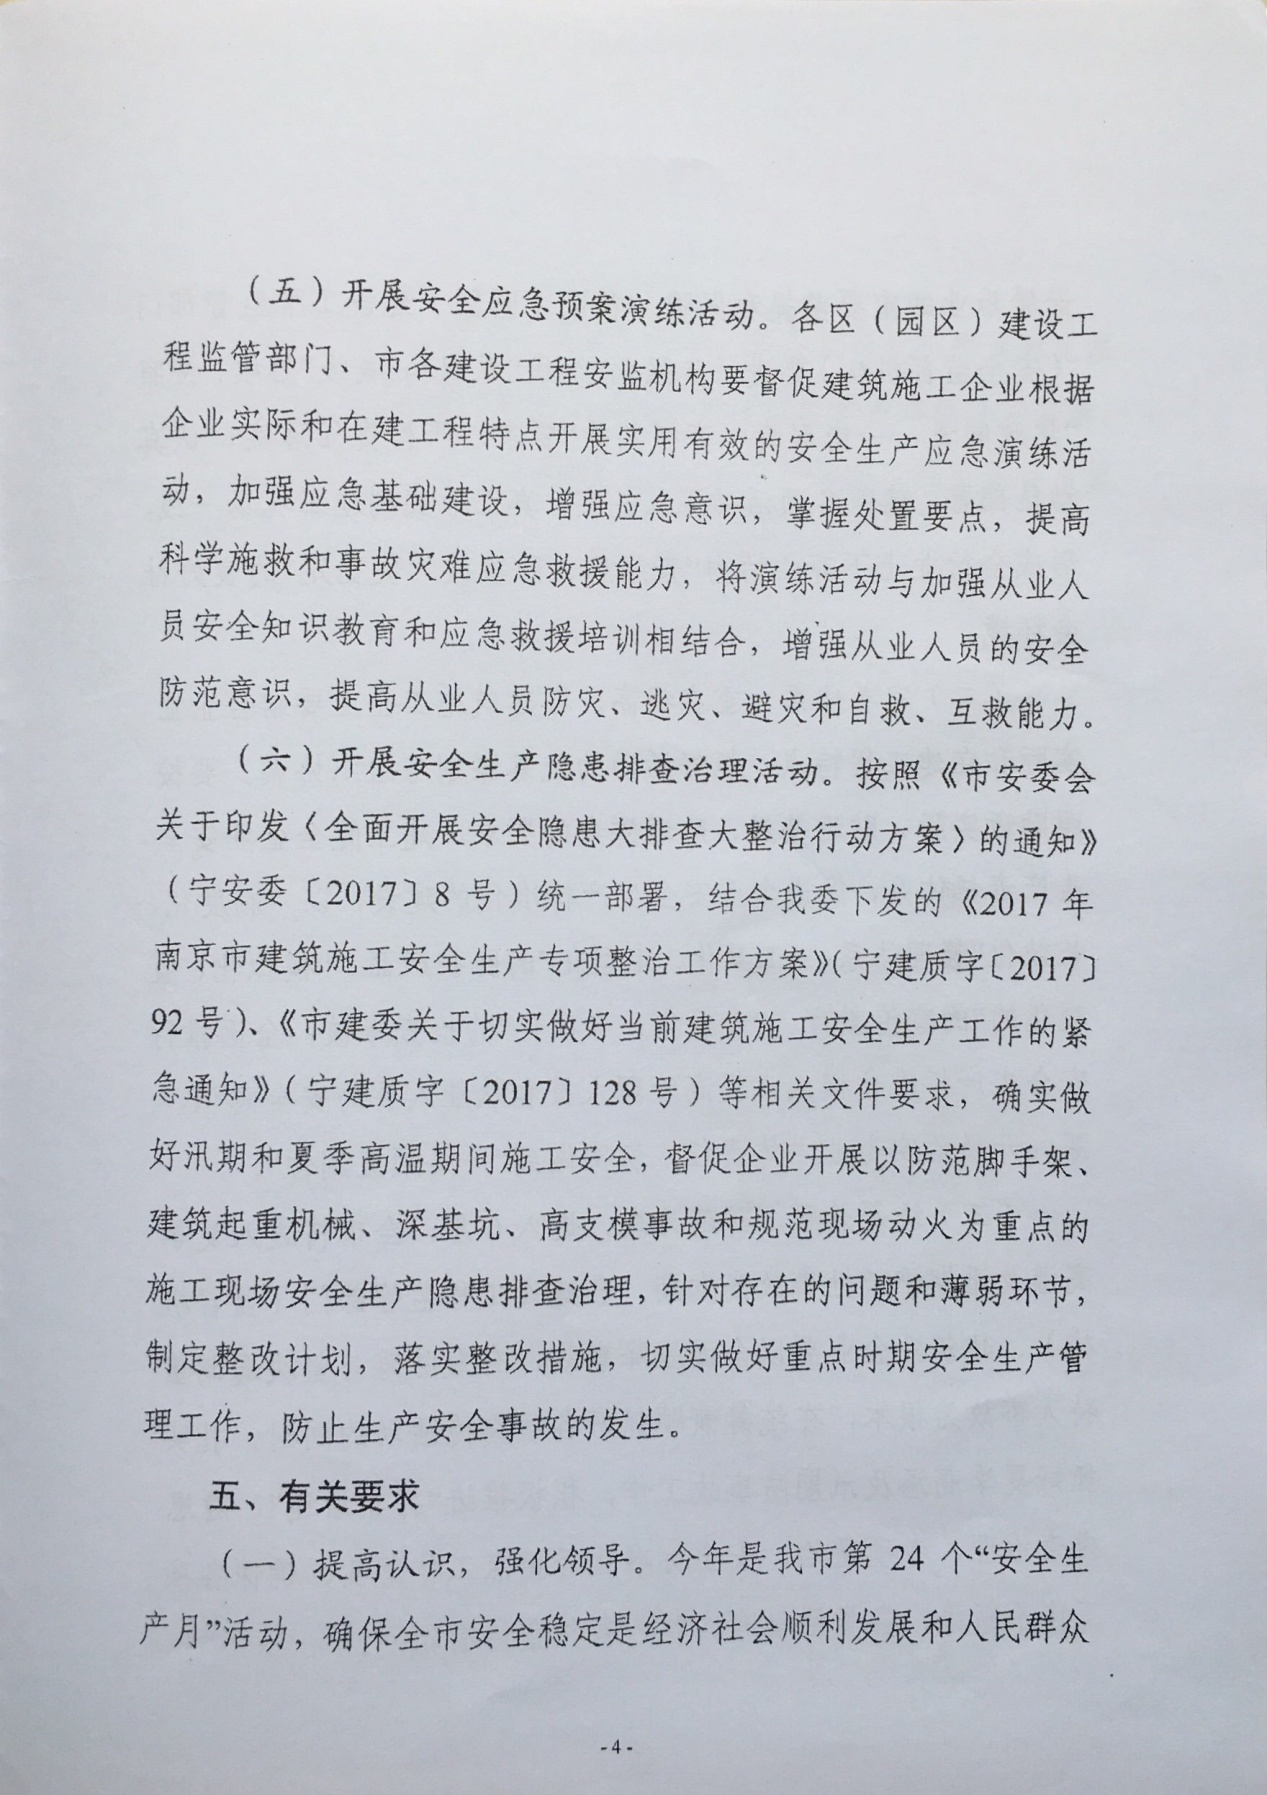 （五）开展安全应急预案演练活动。各区（园区）建设工
程监管部门、市各建设工程安监机构要督促建筑施工企业根据
企业实际和在建工程特点开展实用有效的安全生产应急演练活
动，加强应急基础建设，增强应急意识，掌握处置要点，提高
科学施救和事故灾难应急救援能力，将演练活动与加强从业人
员安全知识教育和应急救援培训相结合，增强从业人员的安全
防范意识，提高从业人员防灾、逃灾、避灾和自救、互救能力。
（六）开展安全生产隐患排查治理活动。按照《市安委会
关于印发〈全面开展安全隐患大排查大整治行动方案〉的通知》
（宁安委〔2017〕8 号）统一部署，结合我委下发的《2017 年
南京市建筑施工安全生产专项整治工作方案》（宁建质字〔2017〕
92 号）、《市建委关于切实做好当前建筑施工安全生产工作的紧
急通知》（宁建质字〔2017〕128 号）等相关文件要求，确实做
好汛期和夏季高温期间施工安全，督促企业开展以防范脚手架、
建筑起重机械、深基坑、高支模事故和规范现场动火为重点的
施工现场安全生产隐患排查治理，针对存在的问题和薄弱环节，
制定整改计划，落实整改措施，切实做好重点时期安全生产管
理工作，防止生产安全事故的发生。
五、有关要求
（一）提高认识，强化领导。今年是我市第 24 个“安全生
产月”活动，确保全市安全稳定是经济社会顺利发展和人民群众
- 4 -